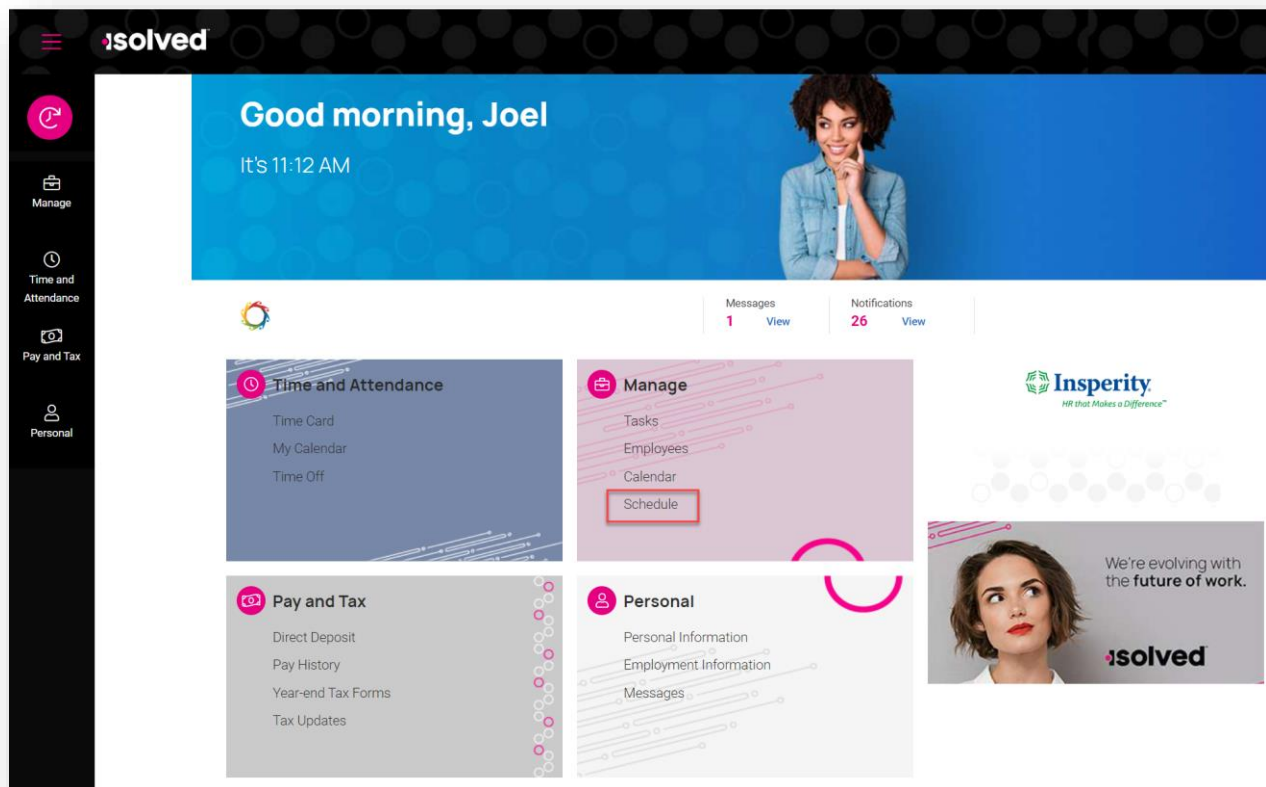 isolved
Good morning, Joel
It's 11:12 AM
Manage
Time and
Attendance
Pay and Tax
Personal
Messages
1 View
Notifications
26 View
Time and Attendance
Time Card
My Calendar
Time Off
Manage
Tasks
Employees
Calendar
Schedule
Insperity
HR that Makes a Difference™
We're evolving with
the future of work.
isolved
Pay and Tax
Direct Deposit
Pay History
Year-end Tax Forms
Tax Updates
Personal
Personal Information
Employment Information
Messages